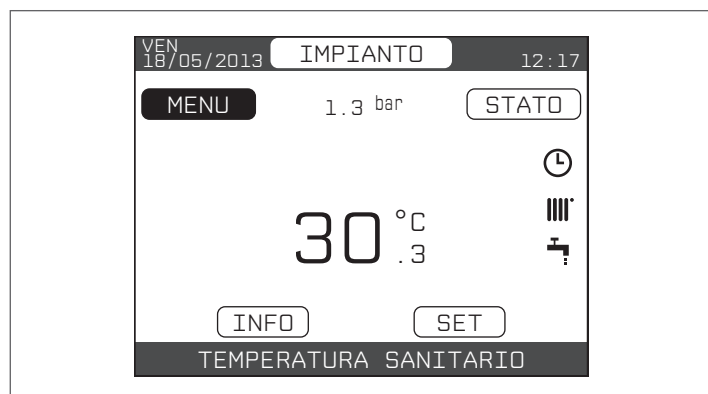 VEN
18/05/2013 IMPIANTO 12:17
MENU 1.3 bar STATO
30.3 °C
INFO SET
TEMPERATURA SANITARIO